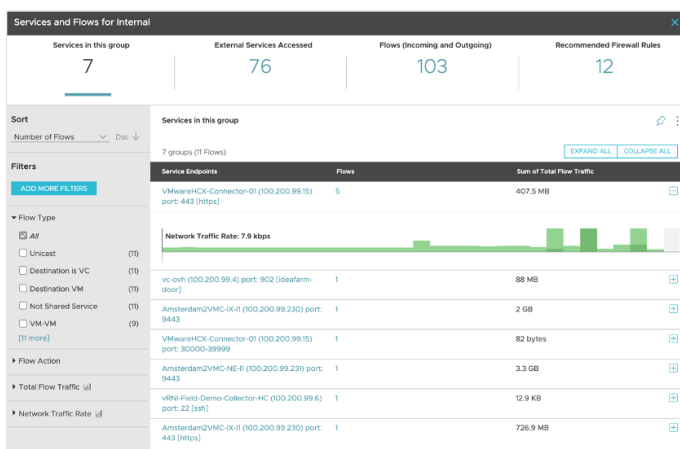 Services and Flows for Internal
Services in this group
7
External Services Accessed
76
Flows (Incoming and Outgoing)
103
Recommended Firewall Rules
12
Sort
Number of Flows
Dsc
Filters
ADD MORE FILTERS
Flow Type
All
Unicast (11)
Destination is VC (11)
Destination VM (11)
Not Shared Service (11)
VM-VM (9)
[11 more]
Flow Action
Total Flow Traffic
Network Traffic Rate
Services in this group
7 groups (11 Flows)
EXPAND ALL COLLAPSE ALL
Service Endpoints Flows Sum of Total Flow Traffic
VMwareHCX-Connector-01 (100.200.99.15) 5 407.5 MB
port: 443 [https]
Network Traffic Rate: 7.9 kbps
vc-ovh (100.200.99.4) port: 902 [ideafarm- 1 88 MB
door]
Amsterdam2VMC-IX-I1 (100.200.99.230) port: 1 2 GB
9443
VMwareHCX-Connector-01 (100.200.99.15) 1 82 bytes
port: 30000-39999
Amsterdam2VMC-NE-I1 (100.200.99.231) port: 1 3.3 GB
9443
vRNI-Field-Demo-Collector-HC (100.200.99.6) 1 12.9 KB
port: 22 [ssh]
Amsterdam2VMC-IX-I1 (100.200.99.230) port: 1 726.9 MB
443 [https]